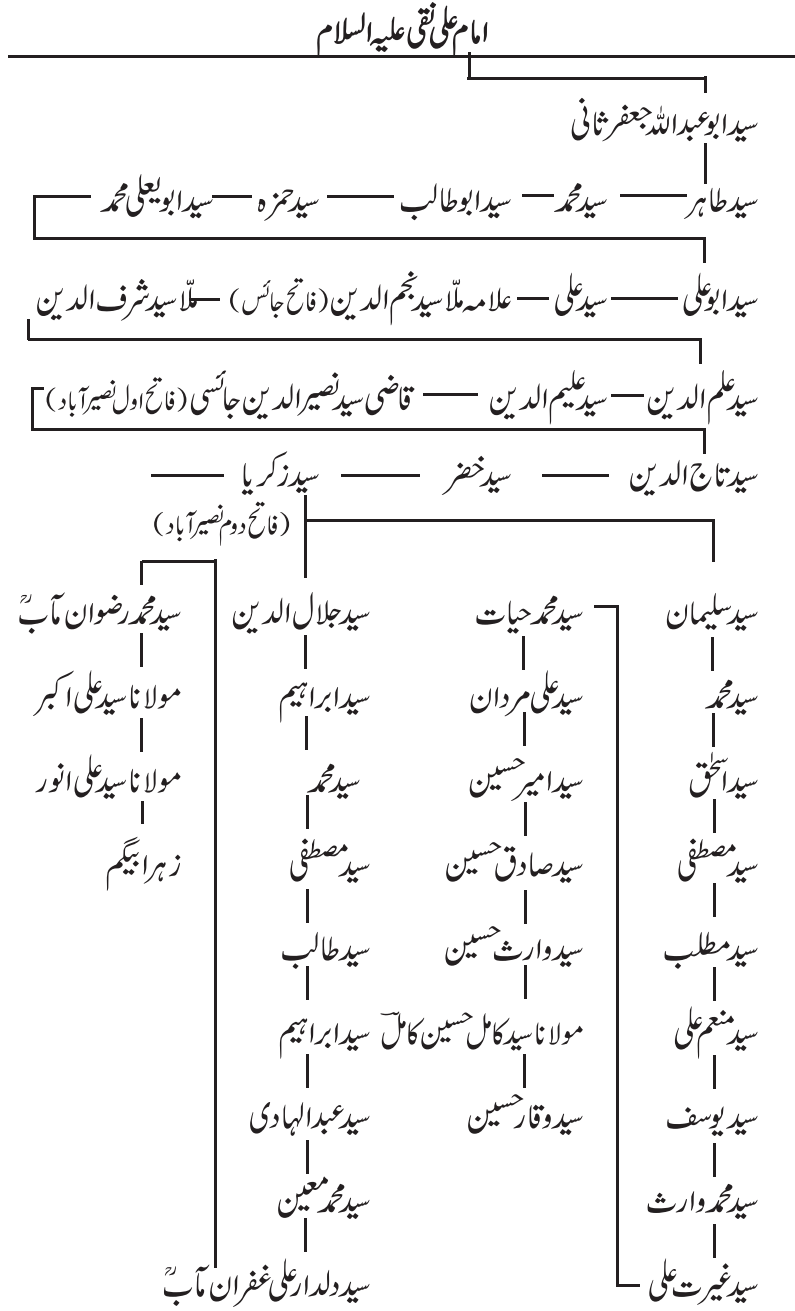 امام علی نقی علیہ السلام
سید ابو عبداللہ جعفر ثانی
سید طاہر سید محمد سید ابوطالب سید حمزہ سید ابو یعلی محمد
سید ابو علی سید علی علامہ ملّا سید نجم الدین (فاتح جائس) ملّا سید شرف الدین
سید علم الدین سید علیم الدین قاضی سید نصیر الدین جائسی (فاتح اول نصیرآباد)
سید تاج الدین سید خضر سید زکریا
(فاتح دوم نصیرآباد)
سید سلیمان سید محمد حیات سید جلال الدین سید محمد رضوان مآبؒ
سید محمد سید علی مردان سید ابراہیم مولانا سید علی اکبر
سید اسحٰق سید امیر حسین سید محمد مولانا سید علی انور
سید مصطفی سید صادق حسین سید مصطفی زہرا بیگم
سید مطلب سید وارث حسین سید طالب
سید منعم علی مولانا سید کامل حسین کاملؔ سید ابراہیم
سید یوسف سید وقار حسین سید عبدالہادی
سید محمد وارث سید محمد معین
سید غیرت علی سید دلدار علی غفران مآبؒ